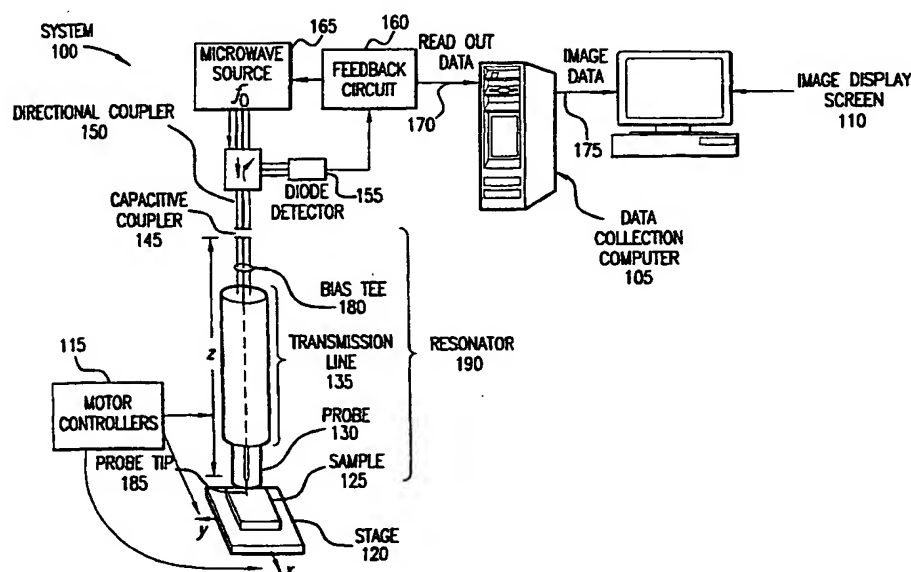 SYSTEM
100
165
MICROWAVE
SOURCE
f0
160
FEEDBACK
CIRCUIT
READ OUT
DATA
170
IMAGE
DATA
175
IMAGE DISPLAY
SCREEN
110
DIRECTIONAL COUPLER
150
DIODE
DETECTOR
155
CAPACITIVE
COUPLER
145
DATA
COLLECTION
COMPUTER
105
BIAS TEE
180
z
TRANSMISSION
LINE
135
RESONATOR
190
115
MOTOR
CONTROLLERS
PROBE
130
PROBE TIP
185
SAMPLE
125
y
STAGE
120
x